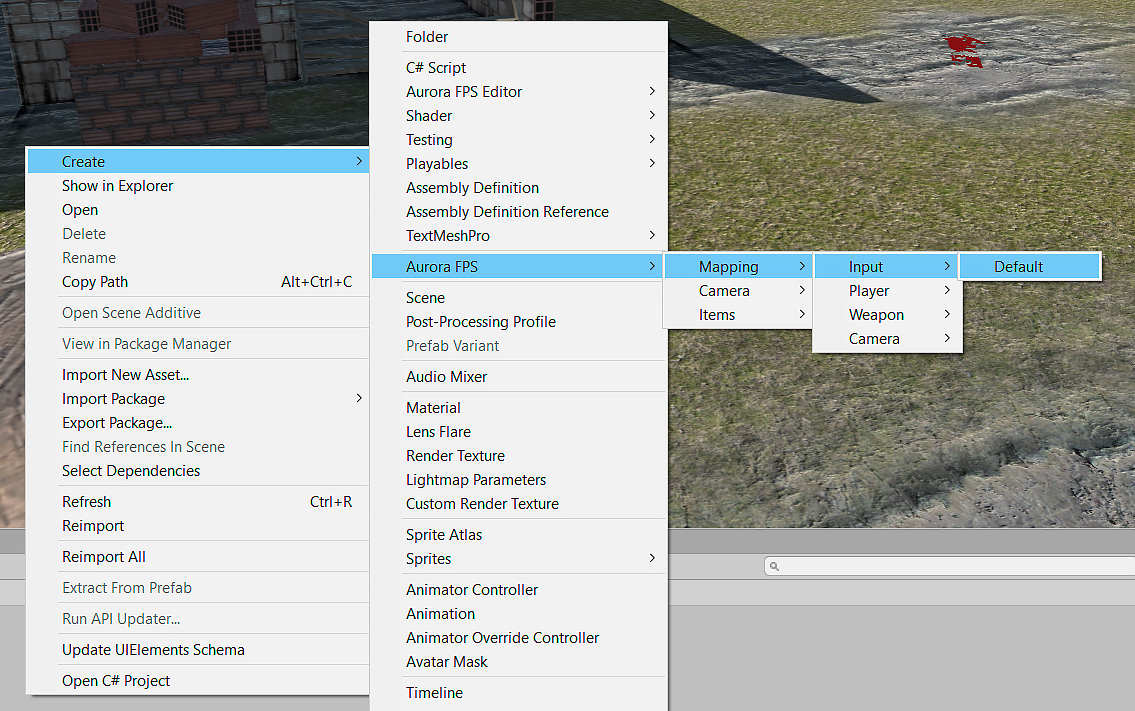 Create
Show in Explorer
Open
Delete
Rename
Copy Path Alt+Ctrl+C
Open Scene Additive
View in Package Manager
Import New Asset...
Import Package
Export Package...
Find References In Scene
Select Dependencies
Refresh Ctrl+R
Reimport
Reimport All
Extract From Prefab
Run API Updater...
Update UIElements Schema
Open C# Project
Folder
C# Script
Aurora FPS Editor
Shader
Testing
Playables
Assembly Definition
Assembly Definition Reference
TextMeshPro
Aurora FPS
Scene
Post-Processing Profile
Prefab Variant
Audio Mixer
Material
Lens Flare
Render Texture
Lightmap Parameters
Custom Render Texture
Sprite Atlas
Sprites
Animator Controller
Animation
Animator Override Controller
Avatar Mask
Timeline
Mapping
Camera
Items
Input
Player
Weapon
Camera
Default